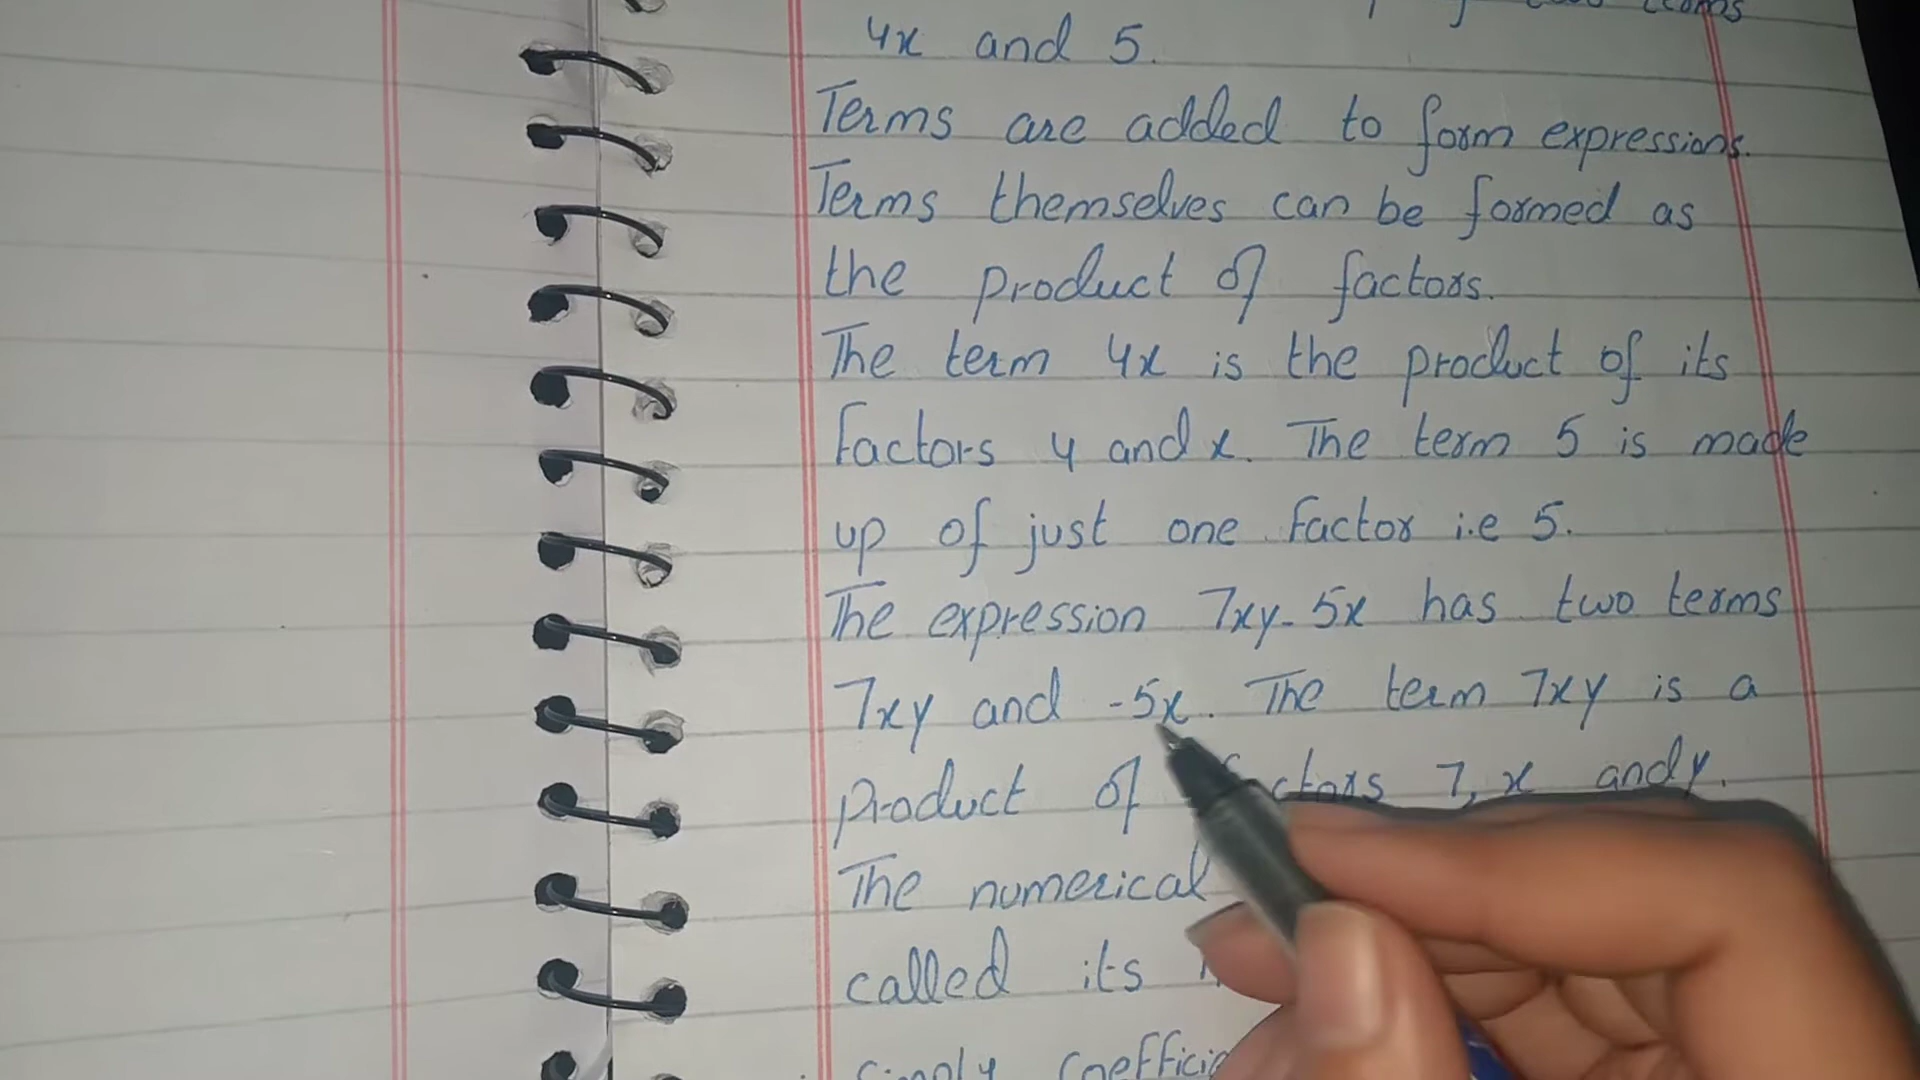 terms
4x and 5.
Terms are added to form expressions.
Terms themselves can be formed as
the product of factors.
The term 4x is the product of its
factors 4 and x. The term 5 is made
up of just one factor i.e 5.
The expression 7xy-5x has two terms
7xy and -5x. The term 7xy is a
product of 7, x and y.
The numerical
called its
simply